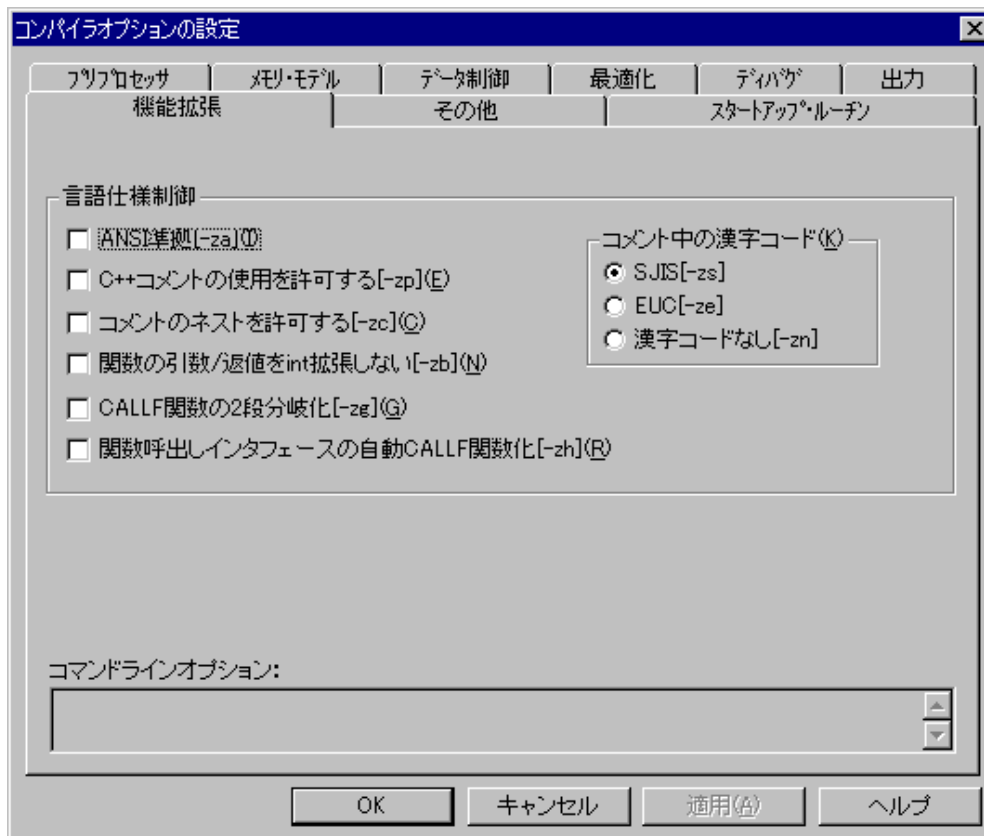 コンパイラオプションの設定
ﾌﾟﾘﾌﾟﾛｾｯｻ ﾒﾓﾘ・ﾓﾃﾞﾙ ﾃﾞｰﾀ制御 最適化 ﾃﾞｨﾊﾞｸﾞ 出力
機能拡張 その他 ｽﾀｰﾄｱｯﾌﾟ・ﾙｰﾁﾝ
言語仕様制御
ANSI準拠[-za](I)
C++コメントの使用を許可する[-zp](E)
コメントのネストを許可する[-zc](C)
関数の引数/返値をint拡張しない[-zb](N)
CALLF関数の2段分岐化[-zg](G)
関数呼出しインタフェースの自動CALLF関数化[-zh](R)
コメント中の漢字コード(K)
SJIS[-zs]
EUC[-ze]
漢字コードなし[-zn]
コマンドラインオプション:
OK キャンセル 適用(A) ヘルプ